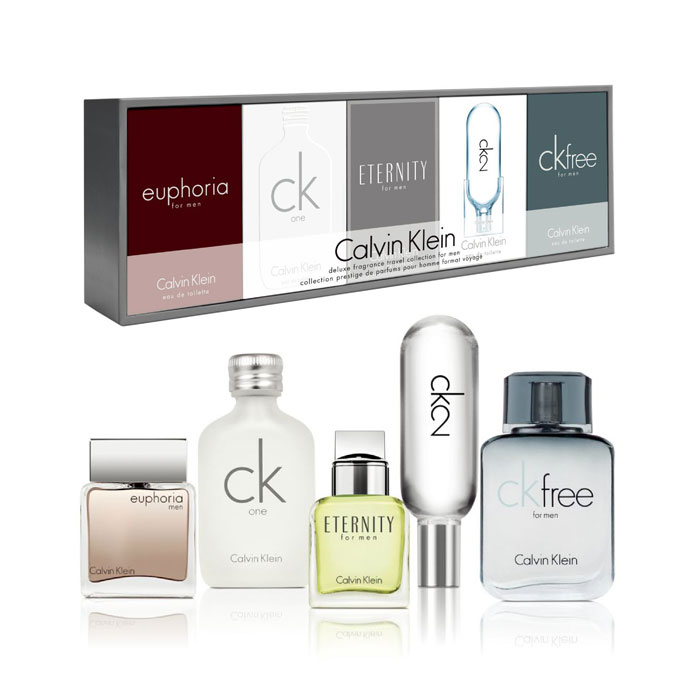 euphoria
for men
Calvin Klein
eau de toilette
ck
one
ETERNITY
for men
ck2
Calvin Klein
ckfree
for men
Calvin Klein
eau de toilette
Calvin Klein
deluxe fragrance travel collection for men
collection prestige de parfums pour homme format voyage
euphoria
men
Calvin Klein
ck
one
Calvin Klein
ETERNITY
for men
Calvin Klein
ck2
ckfree
for men
Calvin Klein